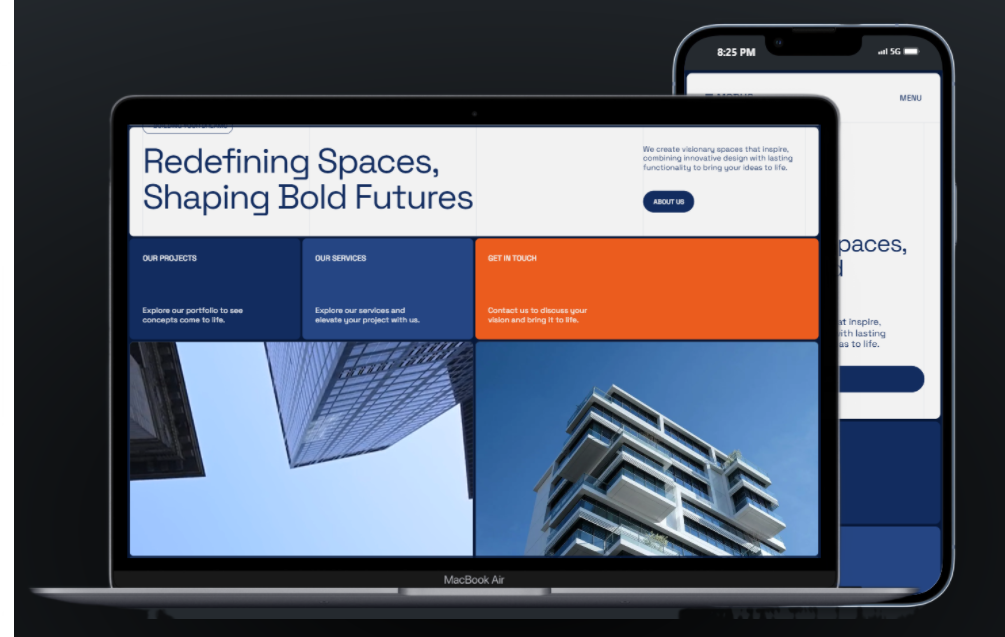 8:25 PM
5G
MENU
Redefining Spaces,
Shaping Bold Futures
We create visionary spaces that inspire,
combining innovative design with lasting
functionality to bring your ideas to life.
ABOUT US
OUR PROJECTS
Explore our portfolio to see
concepts come to life.
OUR SERVICES
Explore our services and
elevate your project with us.
GET IN TOUCH
Contact us to discuss your
vision and bring it to life.
paces,
at inspire,
ith lasting
as to life.
MacBook Air